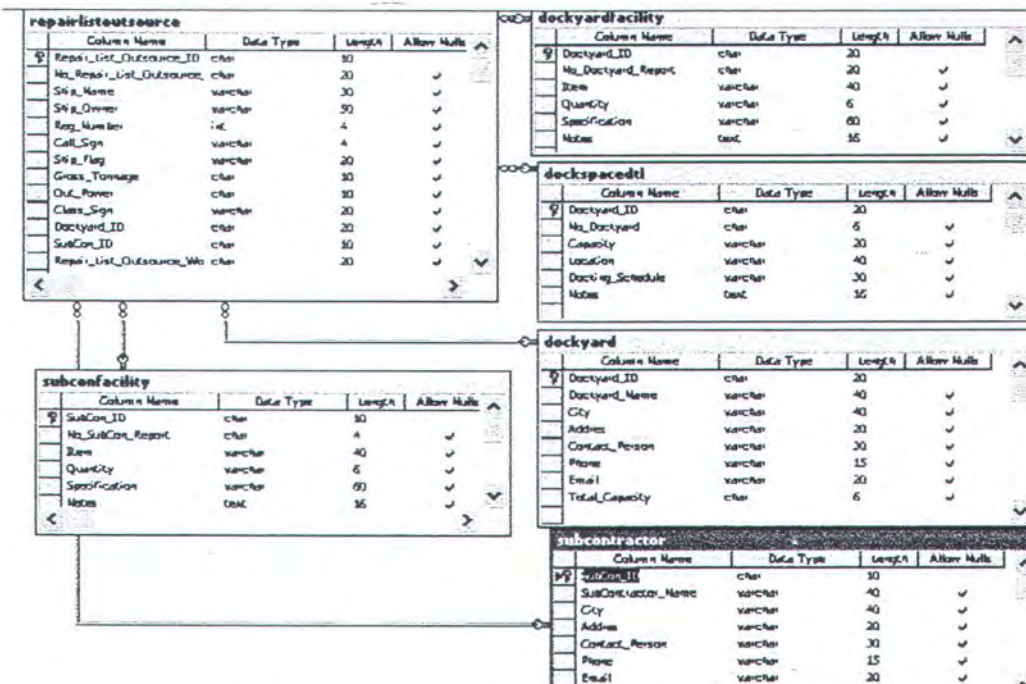 repairlistoutsource
Column Name Data Type Length Allow Nulls
Repair_List_Outsource_ID char 10
No_Repair_List_Outsource char 20
Ship_Name varchar 30
Ship_Owner varchar 50
Reg_Number int 4
Call_Sign varchar 4
Ship_Flag varchar 20
Gross_Tonnage char 10
Out_Power char 10
Class_Sign varchar 20
Dockyard_ID char 20
SubCon_ID char 10
Repair_List_Outsource_Wo char 20
dockyardfacility
Column Name Data Type Length Allow Nulls
Dockyard_ID char 20
No_Dockyard_Report char 20
Item varchar 40
Quantity varchar 6
Specification varchar 60
Notes text 16
dockspacedtl
Column Name Data Type Length Allow Nulls
Dockyard_ID char 20
No_Dockyard char 6
Capacity varchar 20
Location varchar 40
Docking_Schedule varchar 30
Notes text 16
dockyard
Column Name Data Type Length Allow Nulls
Dockyard_ID char 20
Dockyard_Name varchar 40
City varchar 40
Addres varchar 20
Contact_Person varchar 30
Phone varchar 15
Email varchar 20
Total_Capacity char 6
subconfacility
Column Name Data Type Length Allow Nulls
SubCon_ID char 10
No_SubCon_Report char 4
Item varchar 40
Quantity varchar 6
Specification varchar 60
Notes text 16
subcontractor
Column Name Data Type Length Allow Nulls
SubCon_ID char 10
SubContractor_Name varchar 40
City varchar 40
Addres varchar 20
Contact_Person varchar 30
Phone varchar 15
Email varchar 20